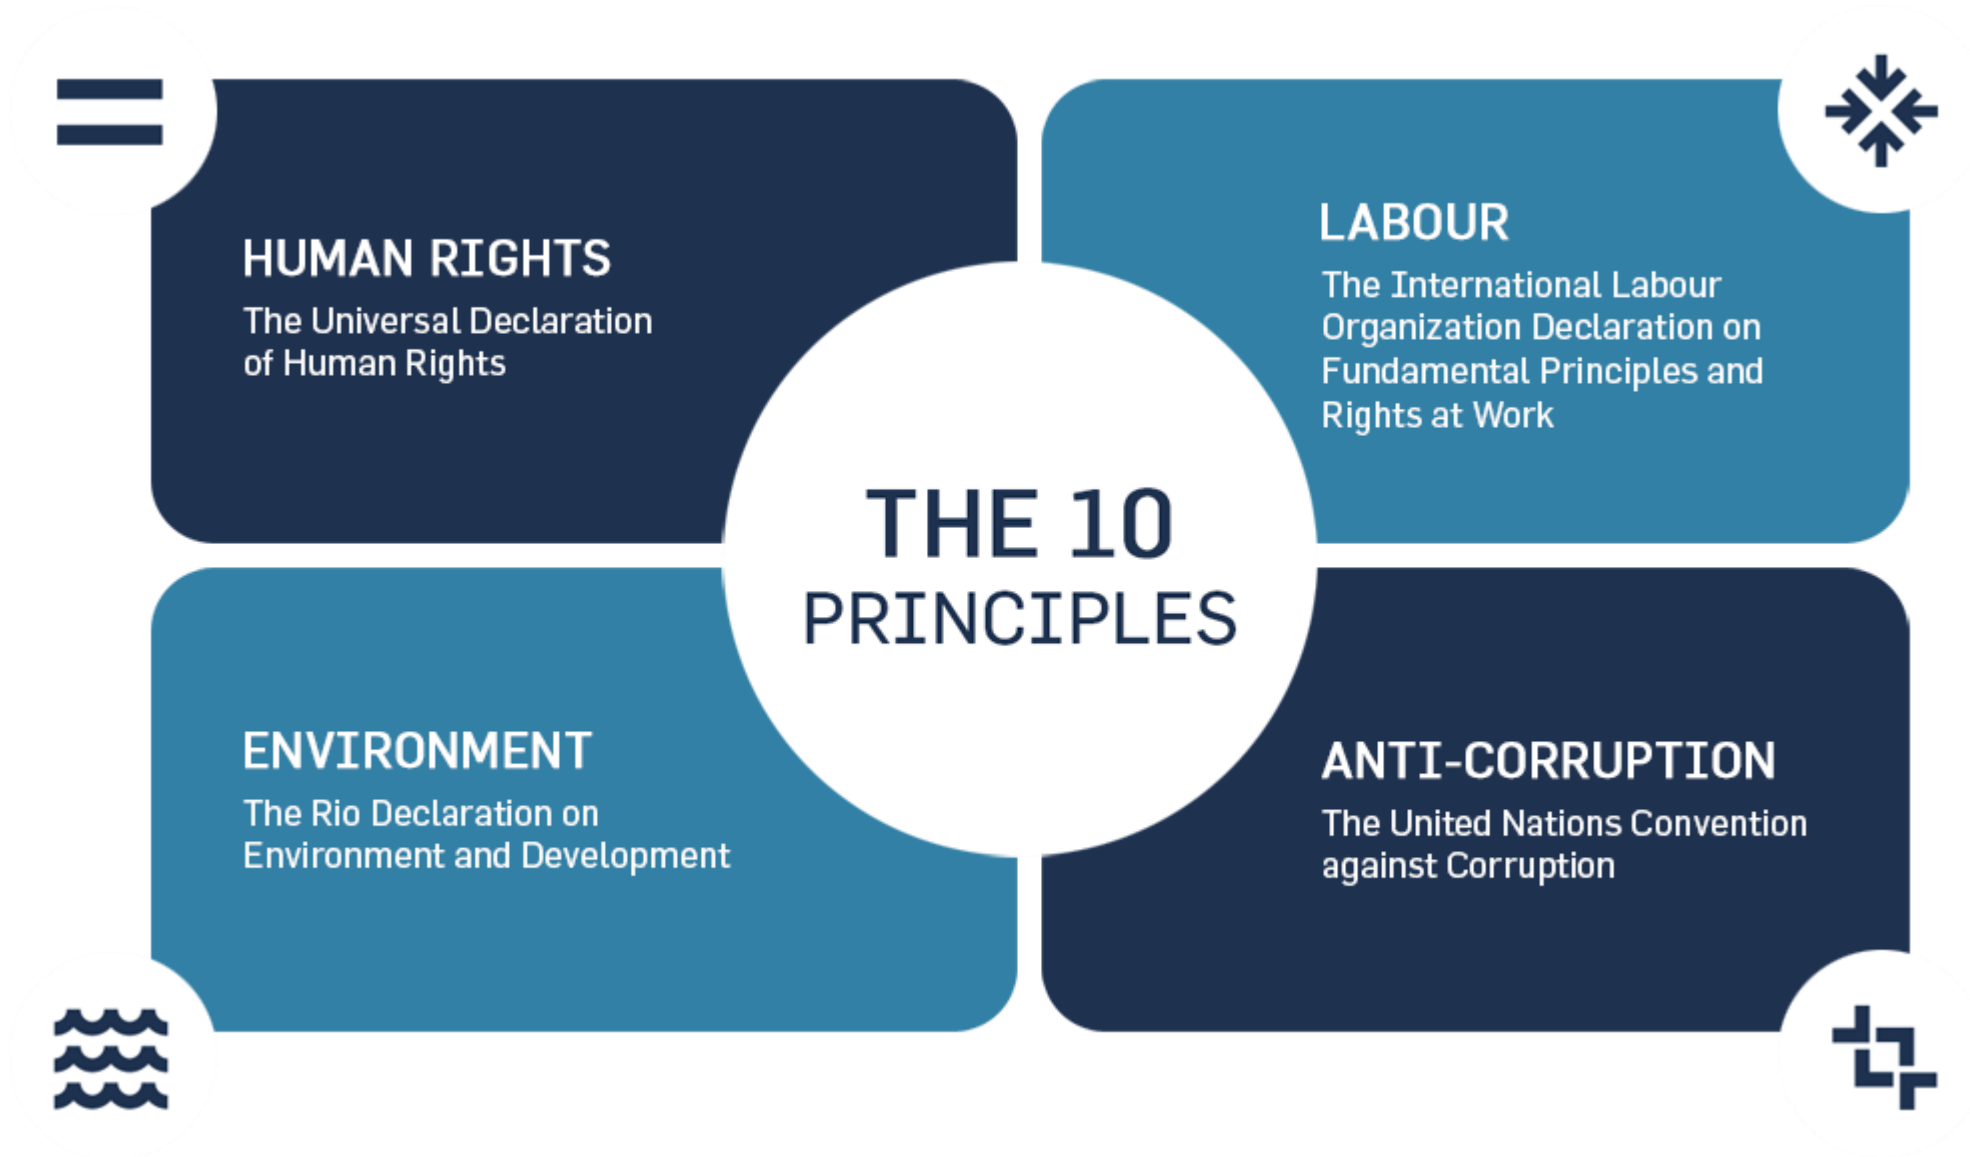 HUMAN RIGHTS
The Universal Declaration
of Human Rights
LABOUR
The International Labour
Organization Declaration on
Fundamental Principles and
Rights at Work
THE 10
PRINCIPLES
ENVIRONMENT
The Rio Declaration on
Environment and Development
ANTI-CORRUPTION
The United Nations Convention
against Corruption